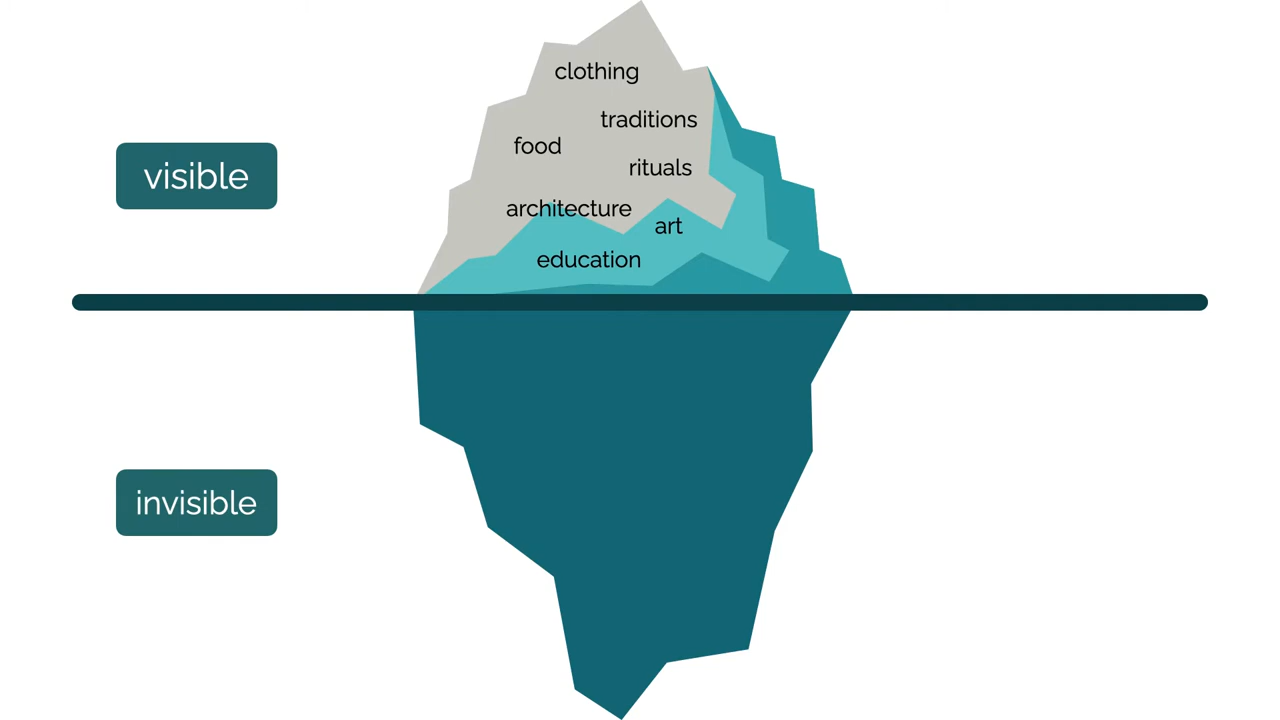 clothing
traditions
food
rituals
visible
architecture
art
education
invisible